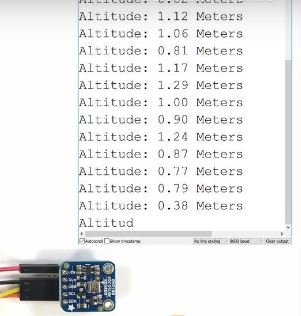 Altitude: 1.12 Meters
Altitude: 1.06 Meters
Altitude: 0.81 Meters
Altitude: 1.17 Meters
Altitude: 1.29 Meters
Altitude: 1.00 Meters
Altitude: 0.90 Meters
Altitude: 1.24 Meters
Altitude: 0.87 Meters
Altitude: 0.77 Meters
Altitude: 0.79 Meters
Altitude: 0.38 Meters
Altitud
Autoscroll Show timestamp No line ending 9600 baud Clear output